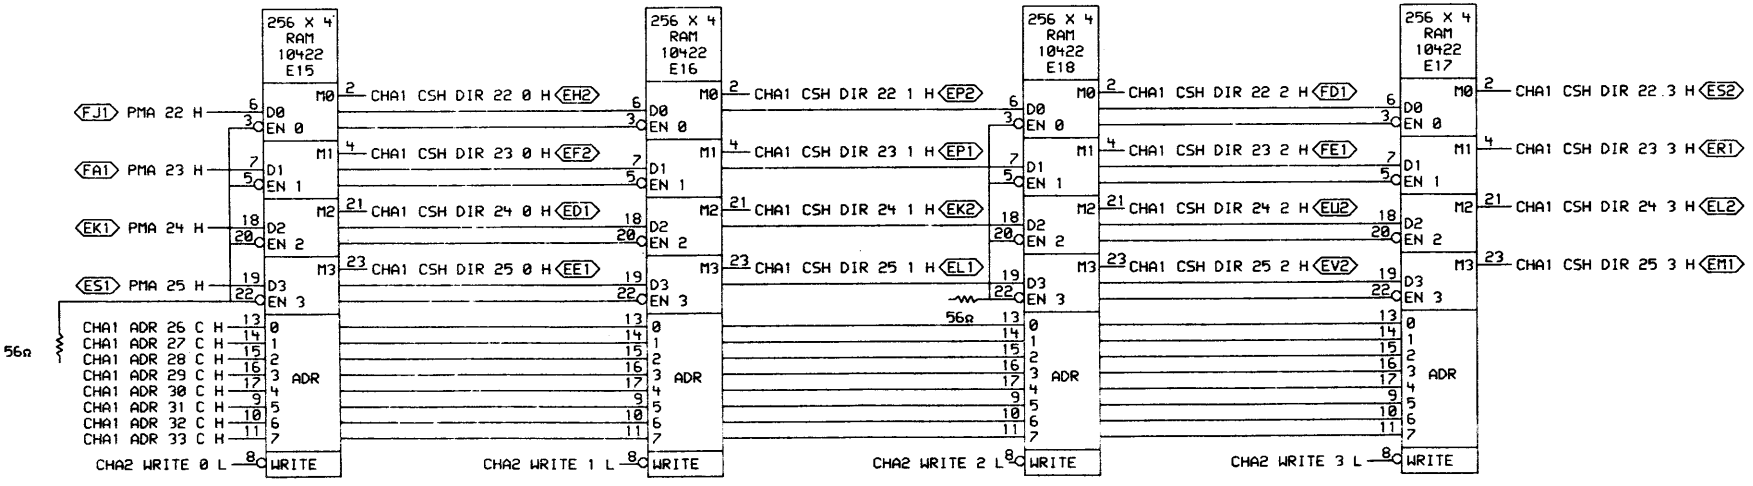 256 X 4 256 X 4 256 X 4 256 X 4
RAM RAM RAM RAM
10422 10422 10422 10422
E15 E16 E18 E17
M0 2 CHA1 CSH DIR 22 0 H EH2 M0 2 CHA1 CSH DIR 22 1 H EP2 M0 2 CHA1 CSH DIR 22 2 H FD1 M0 2 CHA1 CSH DIR 22.3 H ES2
FJ1 PMA 22 H 6 D0 6 D0 6 D0 6 D0
3 EN 0 3 EN 0 3 EN 0 3 EN 0
M1 4 CHA1 CSH DIR 23 0 H EF2 M1 4 CHA1 CSH DIR 23 1 H EP1 M1 4 CHA1 CSH DIR 23 2 H FE1 M1 4 CHA1 CSH DIR 23 3 H ER1
FA1 PMA 23 H 7 D1 7 D1 7 D1 7 D1
5 EN 1 5 EN 1 5 EN 1 5 EN 1
M2 21 CHA1 CSH DIR 24 0 H ED1 M2 21 CHA1 CSH DIR 24 1 H EK2 M2 21 CHA1 CSH DIR 24 2 H EU2 M2 21 CHA1 CSH DIR 24 3 H EL2
EK1 PMA 24 H 18 D2 18 D2 18 D2 18 D2
20 EN 2 20 EN 2 20 EN 2 20 EN 2
M3 23 CHA1 CSH DIR 25 0 H EE1 M3 23 CHA1 CSH DIR 25 1 H EL1 M3 23 CHA1 CSH DIR 25 2 H EV2 M3 23 CHA1 CSH DIR 25 3 H EM1
ES1 PMA 25 H 19 D3 19 D3 19 D3 19 D3
22 EN 3 22 EN 3 22 EN 3 22 EN 3
56Ω 56Ω
CHA1 ADR 26 C H 13 0 13 0 13 0 13 0
CHA1 ADR 27 C H 14 1 14 1 14 1 14 1
CHA1 ADR 28 C H 15 2 15 2 15 2 15 2
CHA1 ADR 29 C H 16 3 16 3 16 3 16 3
ADR ADR ADR ADR
CHA1 ADR 30 C H 17 4 17 4 17 4 17 4
CHA1 ADR 31 C H 9 5 9 5 9 5 9 5
CHA1 ADR 32 C H 10 6 10 6 10 6 10 6
CHA1 ADR 33 C H 11 7 11 7 11 7 11 7
CHA2 WRITE 0 L 8 WRITE CHA2 WRITE 1 L 8 WRITE CHA2 WRITE 2 L 8 WRITE CHA2 WRITE 3 L 8 WRITE